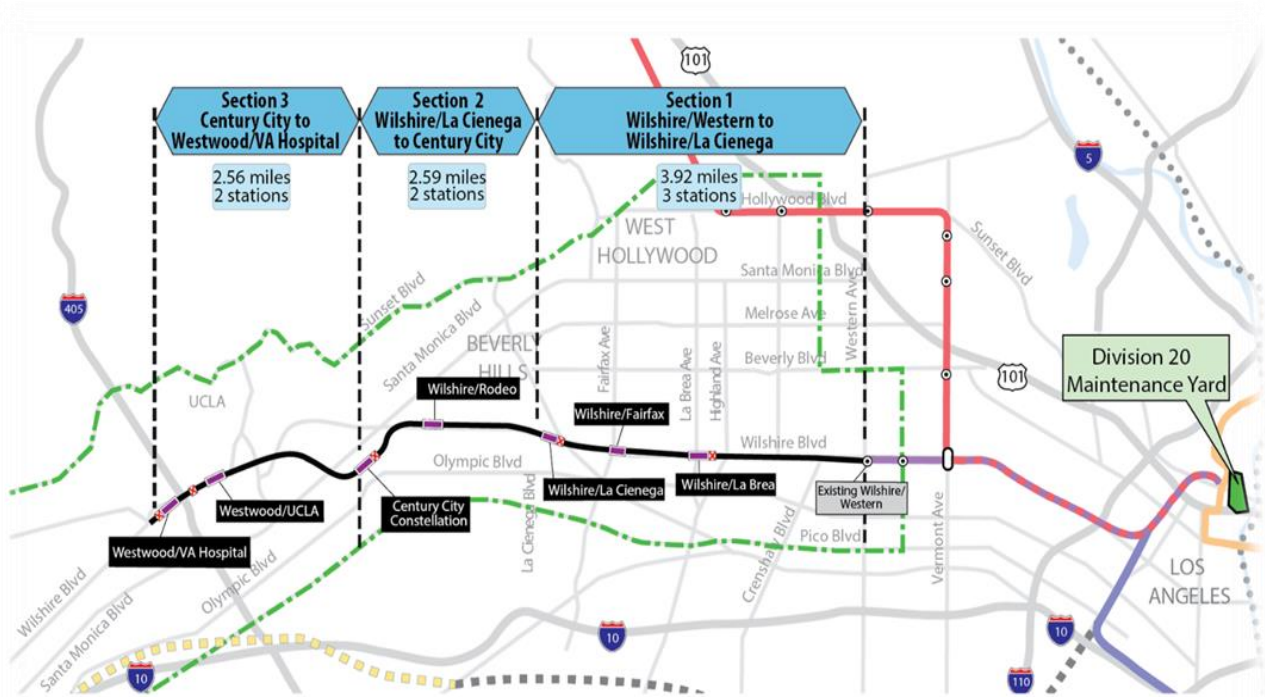 101
Section 3
Century City to
Westwood/VA Hospital
Section 2
Wilshire/La Cienega
to Century City
Section 1
Wilshire/Western to
Wilshire/La Cienega
5
2.56 miles
2 stations
2.59 miles
2 stations
3.92 miles
3 stations
Hollywood Blvd
WEST
HOLLYWOOD
Sunset Blvd
Santa Monica Blvd
405
Sunset Blvd
Santa Monica Blvd
Melrose Ave
Western Ave
BEVERLY
HILLS
Fairfax Ave
La Brea Ave
Highland Ave
Beverly Blvd
101
Division 20
Maintenance Yard
UCLA
Wilshire/Rodeo
Wilshire/Fairfax
Wilshire Blvd
Olympic Blvd
Wilshire/La Cienega
Wilshire/La Brea
Existing Wilshire/
Western
Westwood/UCLA
Century City
Constellation
La Cienega Blvd
Crenshaw Blvd
Pico Blvd
Vermont Ave
Westwood/VA Hospital
Olympic Blvd
Wilshire Blvd
Santa Monica Blvd
LOS
ANGELES
10
10
10
110